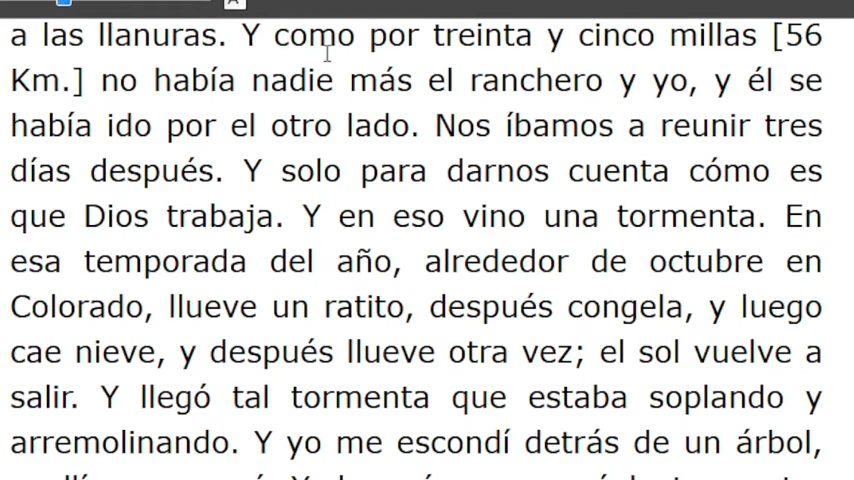 a las llanuras. Y como por treinta y cinco millas [56
Km.] no había nadie más el ranchero y yo, y él se
había ido por el otro lado. Nos íbamos a reunir tres
días después. Y solo para darnos cuenta cómo es
que Dios trabaja. Y en eso vino una tormenta. En
esa temporada del año, alrededor de octubre en
Colorado, llueve un ratito, después congela, y luego
cae nieve, y después llueve otra vez; el sol vuelve a
salir. Y llegó tal tormenta que estaba soplando y
arremolinando. Y yo me escondí detrás de un árbol,